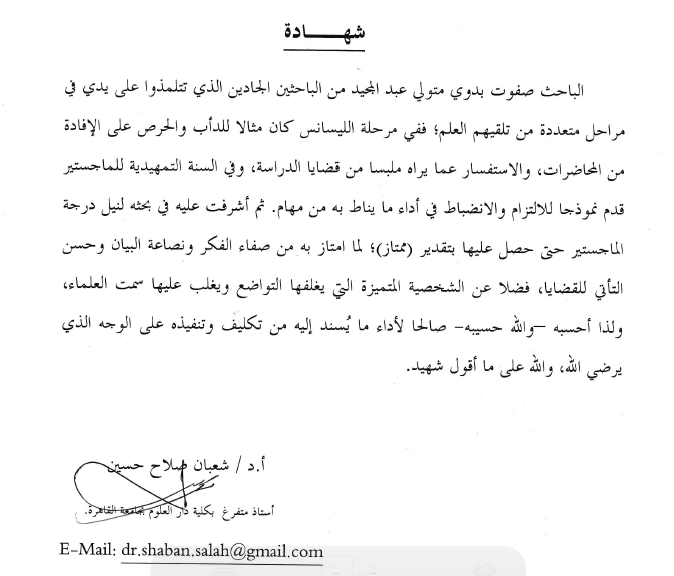 شهـــــادة
الباحث صفوت بدوي متولي عبد المجيد من الباحثين الجادين الذي تتلمذوا على يدي في
مراحل متعددة من تلقيهم العلم؛ ففي مرحلة الليسانس كان مثالا للدأب والحرص على الإفادة
من المحاضرات، والاستفسار عما يراه ملبسا من قضايا الدراسة، وفي السنة التمهيدية للماجستير
قدم نموذجا للالتزام والانضباط في أداء ما يناط به من مهام. ثم أشرفت عليه في بحثه لنيل درجة
الماجستير حتى حصل عليها بتقدير (ممتاز)؛ لما امتاز به من صفاء الفكر ونصاعة البيان وحسن
التأتي للقضايا، فضلا عن الشخصية المتميزة التي يغلفها التواضع ويغلب عليها سمت العلماء،
ولذا أحسبه –والله حسيبه– صالحا لأداء ما يُسند إليه من تكليف وتنفيذه على الوجه الذي
يرضي الله، والله على ما أقول شهيد.
أ.د / شعبان صلاح حسين
أستاذ متفرغ بكلية دار العلوم بجامعة القاهرة.
E-Mail: dr.shaban.salah@gmail.com